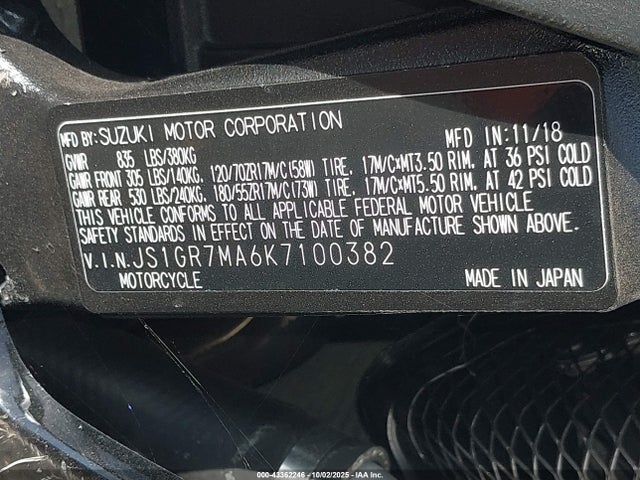 MFD BY: SUZUKI MOTOR CORPORATION MFD IN: 11/18
GVWR 835 LBS/380KG
GAWR FRONT 305 LBS/140KG, 120/70ZR17M/C(58W) TIRE, 17M/C×MT3.50 RIM, AT 36 PSI COLD
GAWR REAR 530 LBS/240KG, 180/55ZR17M/C(73W) TIRE, 17M/C×MT5.50 RIM, AT 42 PSI COLD
THIS VEHICLE CONFORMS TO ALL APPLICABLE FEDERAL MOTOR VEHICLE
SAFETY STANDARDS IN EFFECT ON THE DATE OF MANUFACTURE SHOWN ABOVE.
V.I.N. JS1GR7MA6K7100382
MOTORCYCLE MADE IN JAPAN
000-43362246 | 10/02/2025 - © IAA Inc.